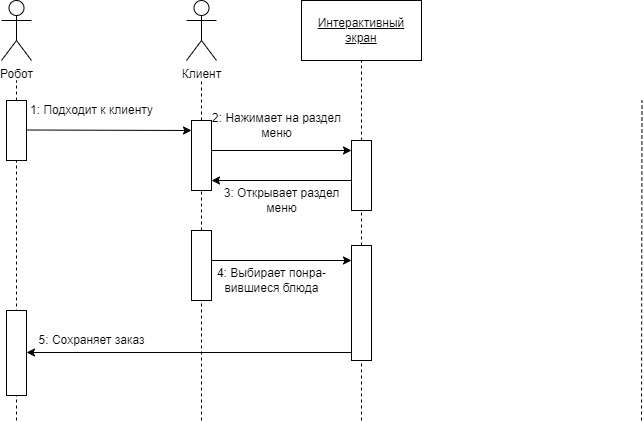 Интерактивный
экран
Робот
Клиент
1: Подходит к клиенту
2: Нажимает на раздел
меню
3: Открывает раздел
меню
4: Выбирает понра-
вившиеся блюда
5: Сохраняет заказ